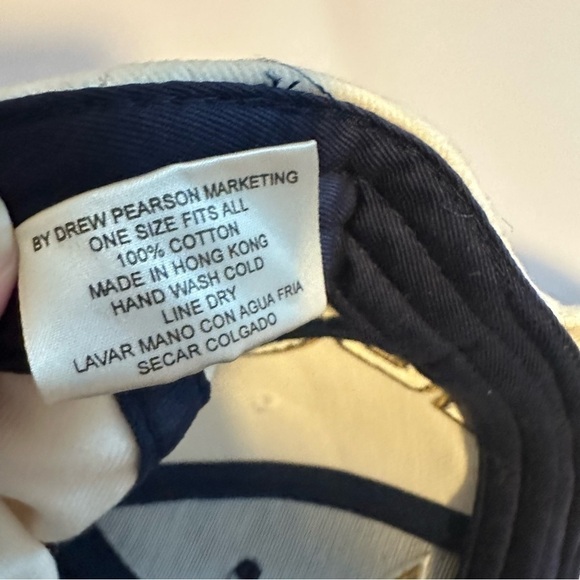 BY DREW PEARSON MARKETING
ONE SIZE FITS ALL
100% COTTON
MADE IN HONG KONG
HAND WASH COLD
LINE DRY
LAVAR MANO CON AGUA FRIA
SECAR COLGADO